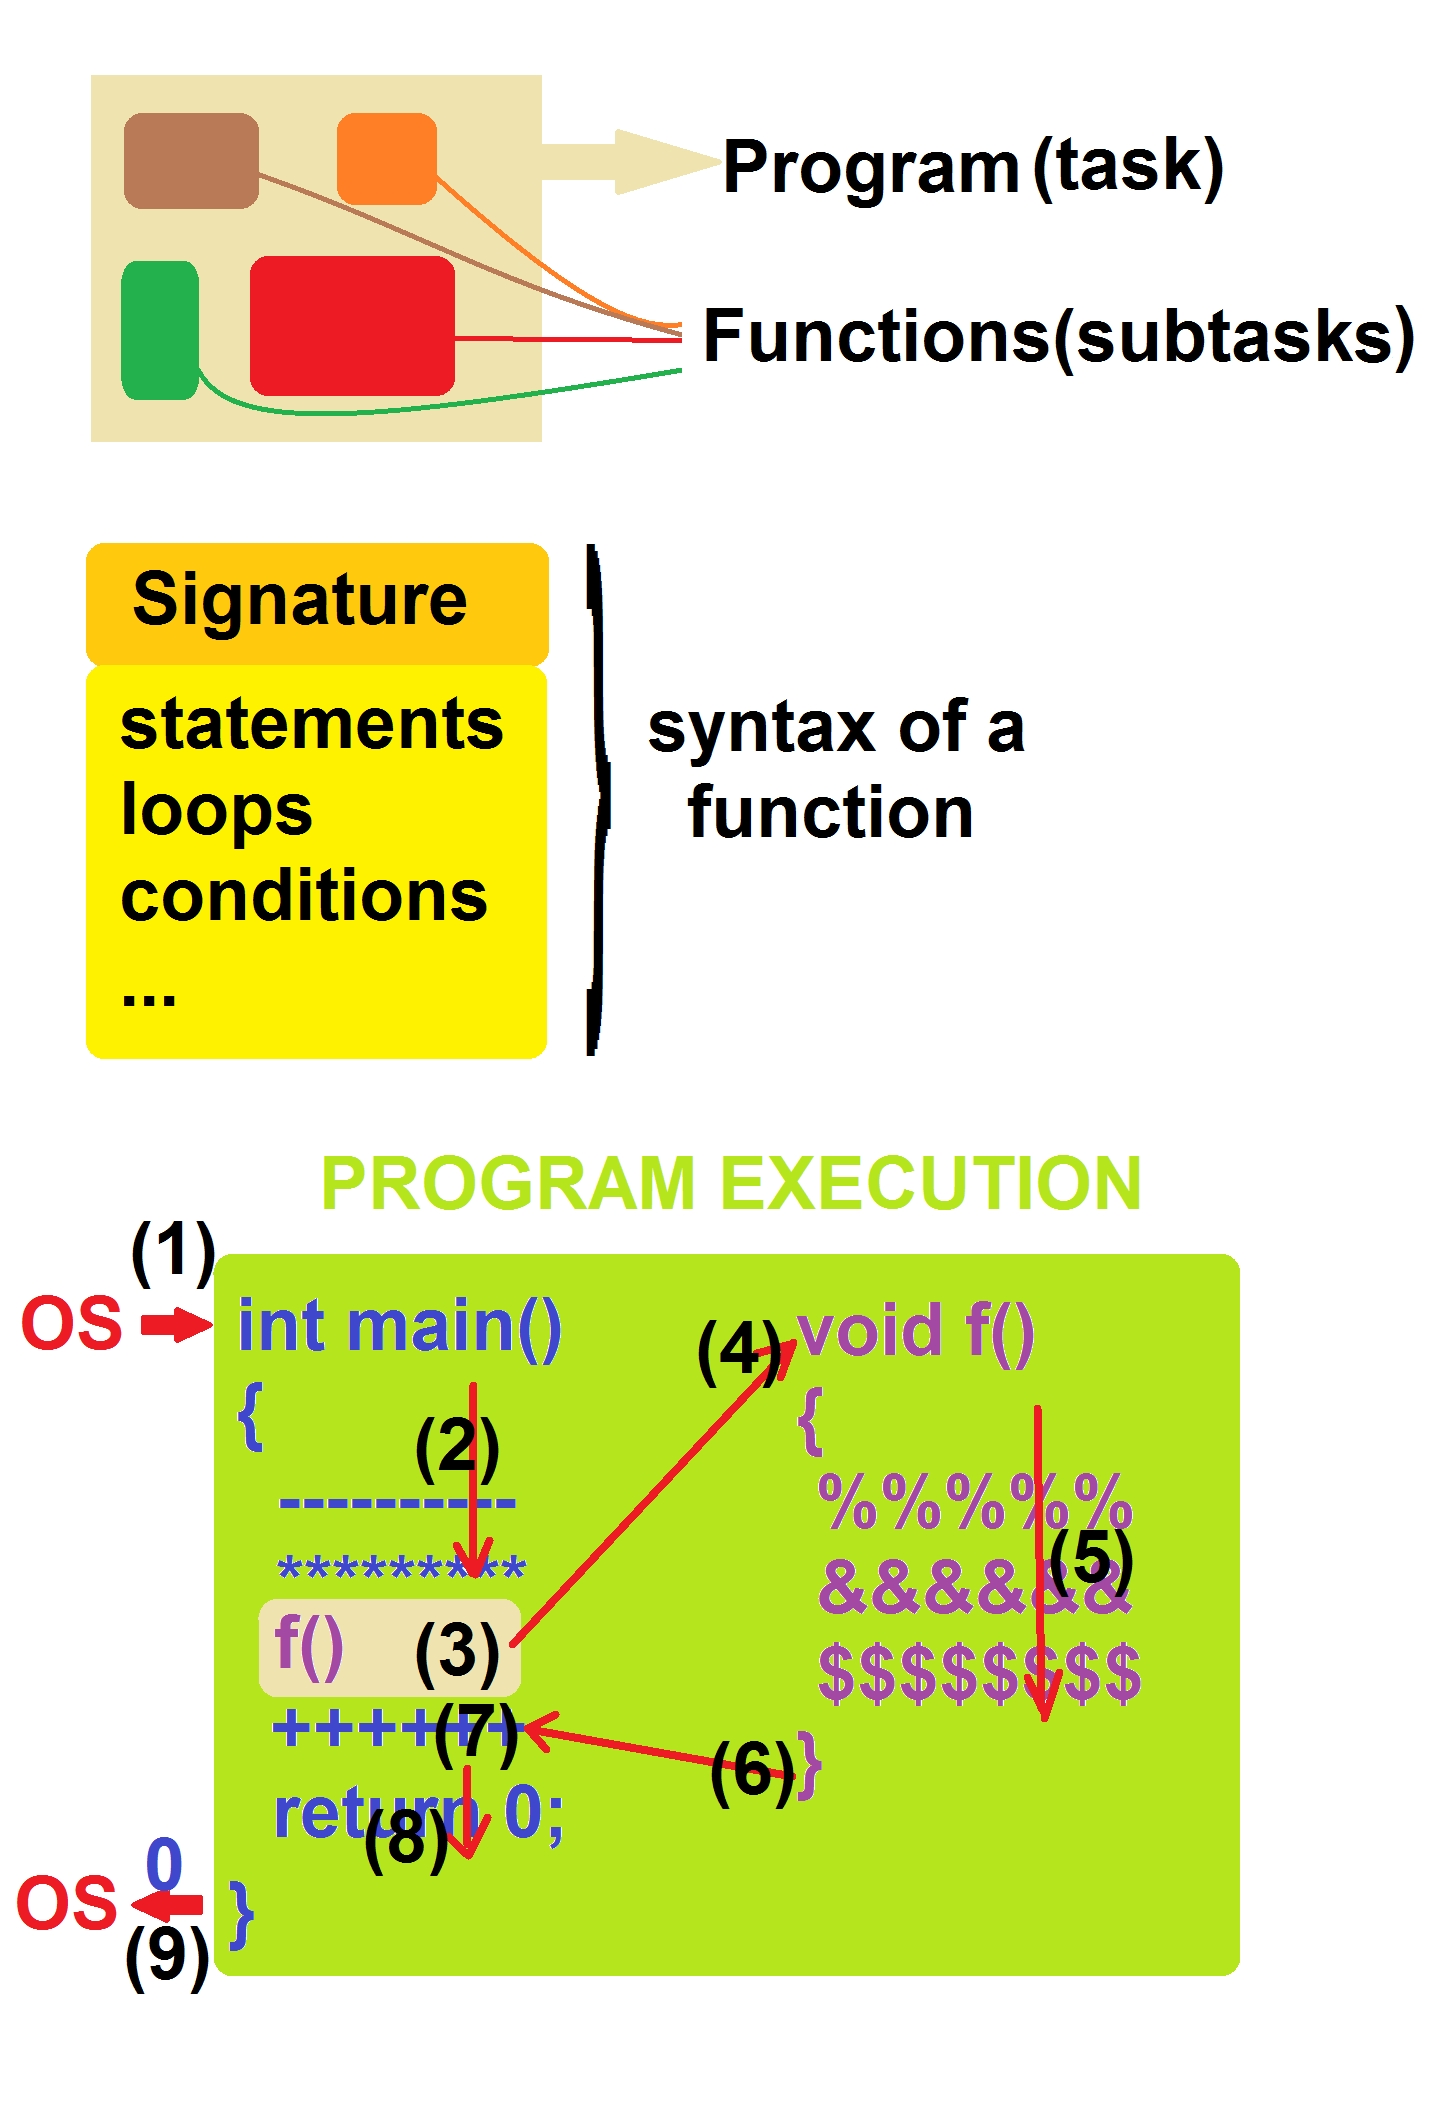 Program (task)
Functions(subtasks)
Signature
statements
loops
conditions
...
syntax of a
function
PROGRAM EXECUTION
(1)
OS
int main()
{
(2)
----------
*********
f() (3)
++++++
(7)
return 0;
(8)
}
(4)
void f()
{
%%%%%
&&&&&&
(5)
$$$$$$$$
(6)
}
0
OS
(9)